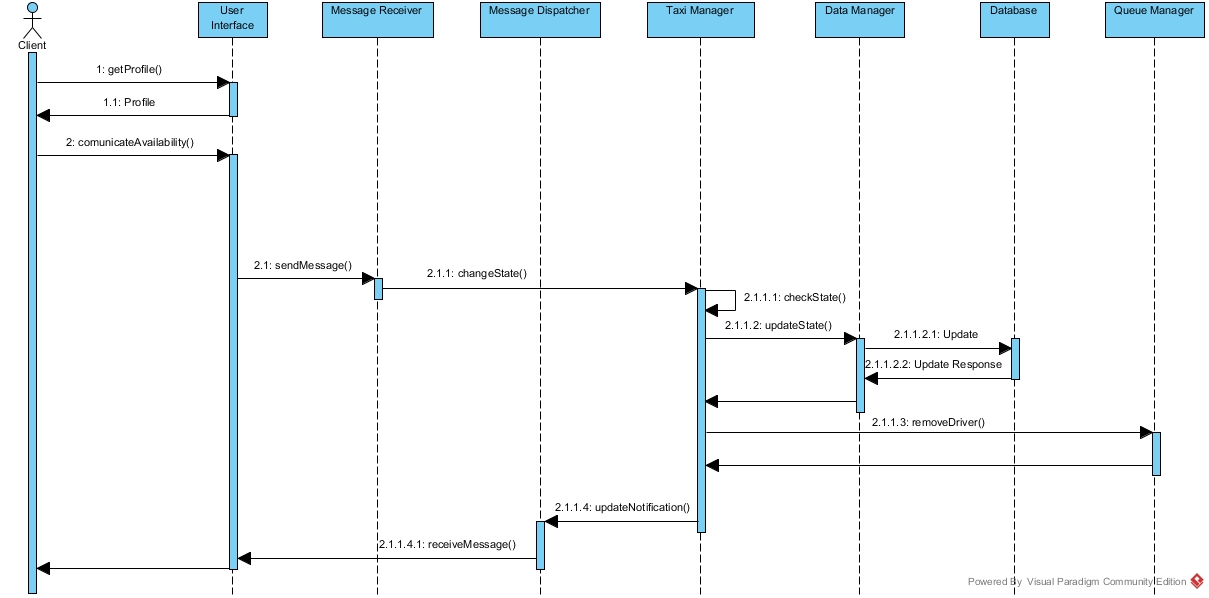 User
Interface
Message Receiver
Message Dispatcher
Taxi Manager
Data Manager
Database
Queue Manager
Client
1: getProfile()
1.1: Profile
2: comunicateAvailability()
2.1: sendMessage()
2.1.1: changeState()
2.1.1.1: checkState()
2.1.1.2: updateState()
2.1.1.2.1: Update
2.1.1.2.2: Update Response
2.1.1.3: removeDriver()
2.1.1.4: updateNotification()
2.1.1.4.1: receiveMessage()
Powered By Visual Paradigm Community Edition